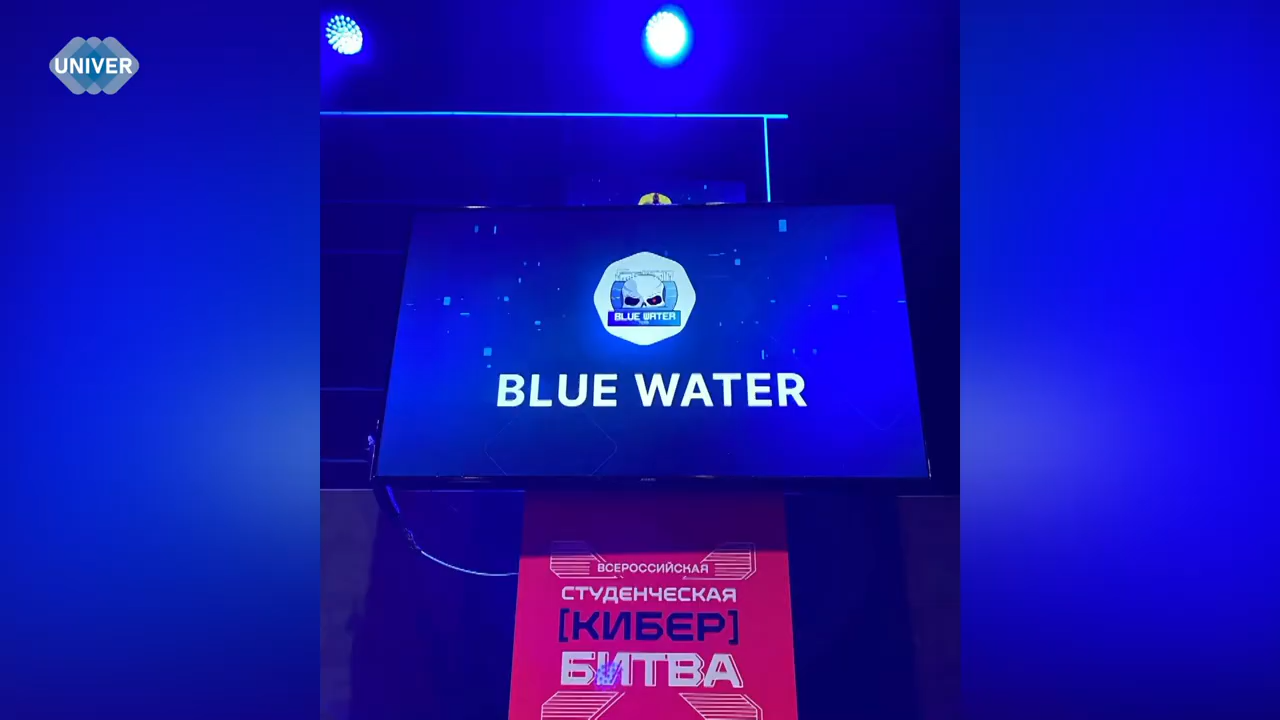 UNIVER
BLUE WATER
BLUE WATER
ВСЕРОССИЙСКАЯ
СТУДЕНЧЕСКАЯ
[КИБЕР]
БИТВА